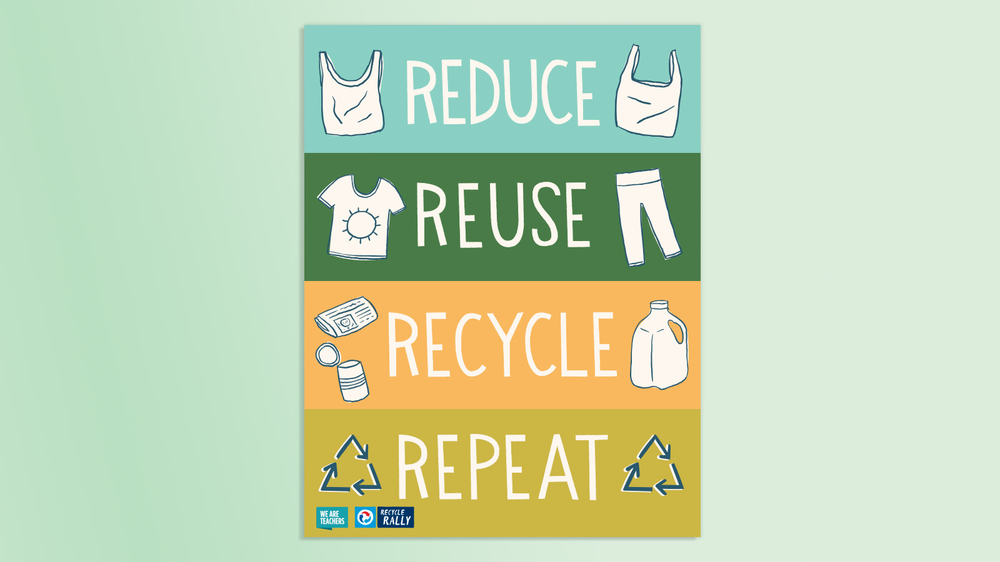 REDUCE
REUSE
RECYCLE
REPEAT
WE ARE
TEACHERS
RECYCLE
RALLY